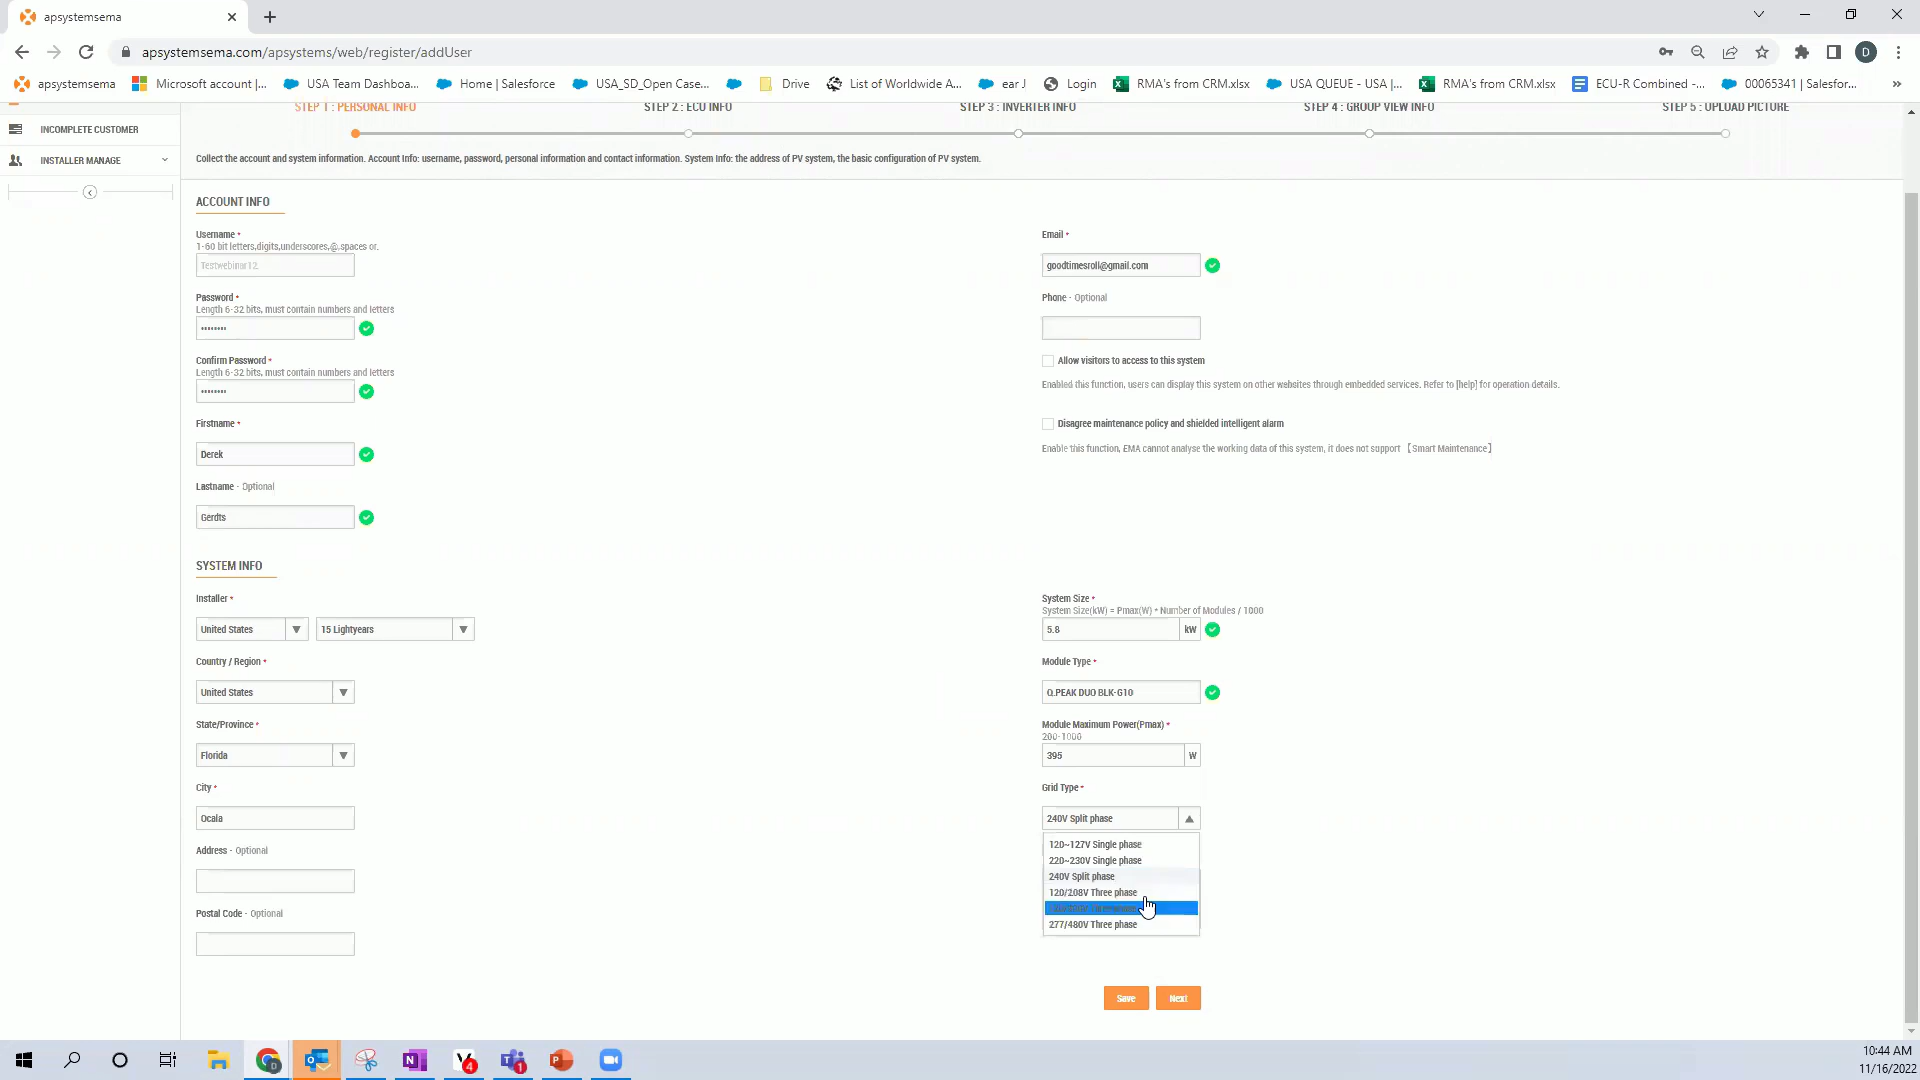 apsystemsema
apsystemsema.com/apsystems/web/register/addUser
D
apsystemsema
Microsoft account |...
USA Team Dashboa...
Home | Salesforce
USA_SD_Open Case...
Drive
List of Worldwide A...
ear J
Login
RMA's from CRM.xlsx
USA QUEUE - USA |...
RMA's from CRM.xlsx
ECU-R Combined -...
00065341 | Salesfor...
»
STEP 1 : PERSONAL INFO
STEP 2 : ECU INFO
STEP 3 : INVERTER INFO
STEP 4 : GROUP VIEW INFO
STEP 5 : UPLOAD PICTURE
INCOMPLETE CUSTOMER
INSTALLER MANAGE
Collect the account and system information. Account Info: username, password, personal information and contact information. System Info: the address of PV system, the basic configuration of PV system.
ACCOUNT INFO
Username *
1-60 bit letters,digits,underscores,@,spaces or.
Testwebinar12.
Password *
Length 6-32 bits, must contain numbers and letters
••••••••
Confirm Password *
Length 6-32 bits, must contain numbers and letters
••••••••
Firstname *
Derek
Lastname - Optional
Gerdts
Email *
goodtimesroll@gmail.com
Phone - Optional
Allow visitors to access to this system
Enabled this function, users can display this system on other websites through embedded services. Refer to [help] for operation details.
Disagree maintenance policy and shielded intelligent alarm
Enable this function, EMA cannot analyse the working data of this system, it does not support 【Smart Maintenance】
SYSTEM INFO
Installer *
United States
15 Lightyears
Country / Region *
United States
State/Province *
Florida
City *
Ocala
Address - Optional
Postal Code - Optional
System Size *
System Size(kW) = Pmax(W) * Number of Modules / 1000
5.8
kW
Module Type *
Q.PEAK DUO BLK-G10
Module Maximum Power(Pmax) *
200-1000
395
W
Grid Type *
240V Split phase
120~127V Single phase
220~230V Single phase
240V Split phase
120/208V Three phase
277/480V Three phase
Save
Next
4
1
10:44 AM
11/16/2022